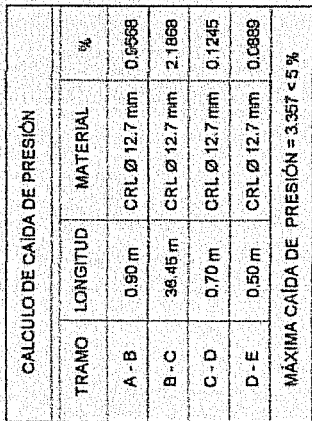 CALCULO DE CAÍDA DE PRESIÓN
TRAMO LONGITUD MATERIAL %
A - B 0.90 m CRL Ø 12.7 mm 0.9568
B - C 36.45 m CRL Ø 12.7 mm 2.1868
C - D 0.70 m CRL Ø 12.7 mm 0.1245
D - E 0.50 m CRL Ø 12.7 mm 0.0889
MÁXIMA CAÍDA DE PRESIÓN = 3.357 < 5 %